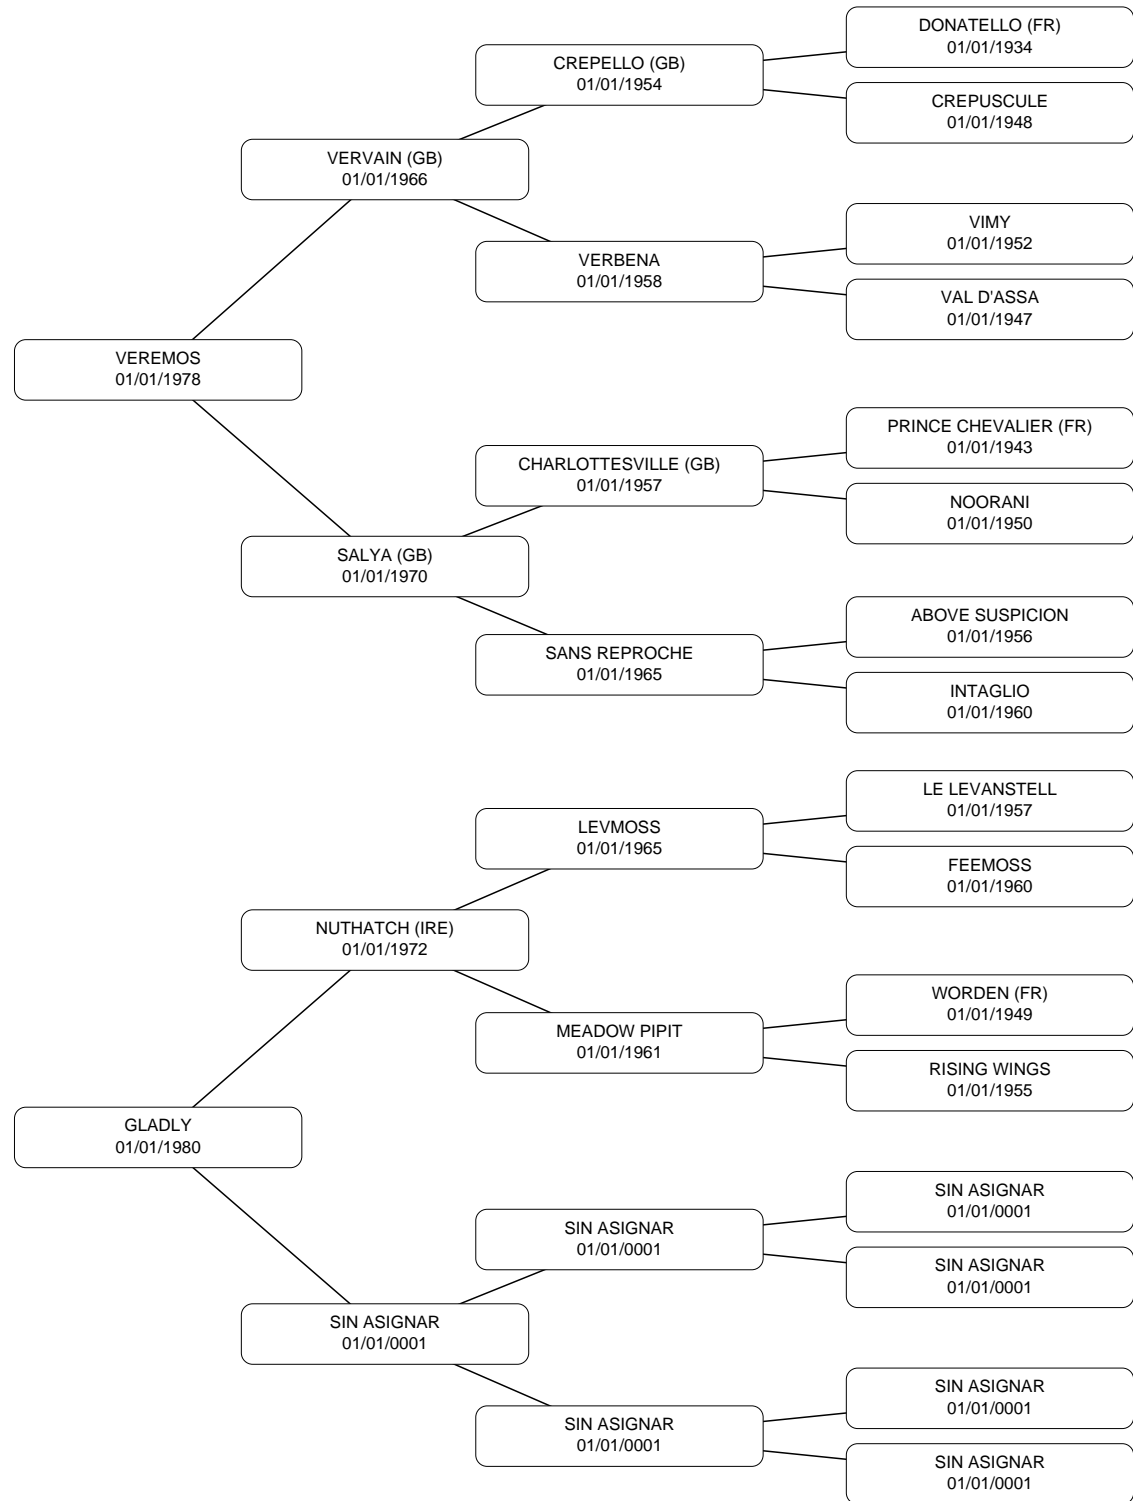 DONATELLO (FR)
01/01/1934
CREPELLO (GB)
01/01/1954
CREPUSCULE
01/01/1948
VERVAIN (GB)
01/01/1966
VIMY
01/01/1952
VERBENA
01/01/1958
VAL D'ASSA
01/01/1947
VEREMOS
01/01/1978
PRINCE CHEVALIER (FR)
01/01/1943
CHARLOTTESVILLE (GB)
01/01/1957
NOORANI
01/01/1950
SALYA (GB)
01/01/1970
ABOVE SUSPICION
01/01/1956
SANS REPROCHE
01/01/1965
INTAGLIO
01/01/1960
LE LEVANSTELL
01/01/1957
LEVMOSS
01/01/1965
FEEMOSS
01/01/1960
NUTHATCH (IRE)
01/01/1972
WORDEN (FR)
01/01/1949
MEADOW PIPIT
01/01/1961
RISING WINGS
01/01/1955
GLADLY
01/01/1980
SIN ASIGNAR
01/01/0001
SIN ASIGNAR
01/01/0001
SIN ASIGNAR
01/01/0001
SIN ASIGNAR
01/01/0001
SIN ASIGNAR
01/01/0001
SIN ASIGNAR
01/01/0001
SIN ASIGNAR
01/01/0001